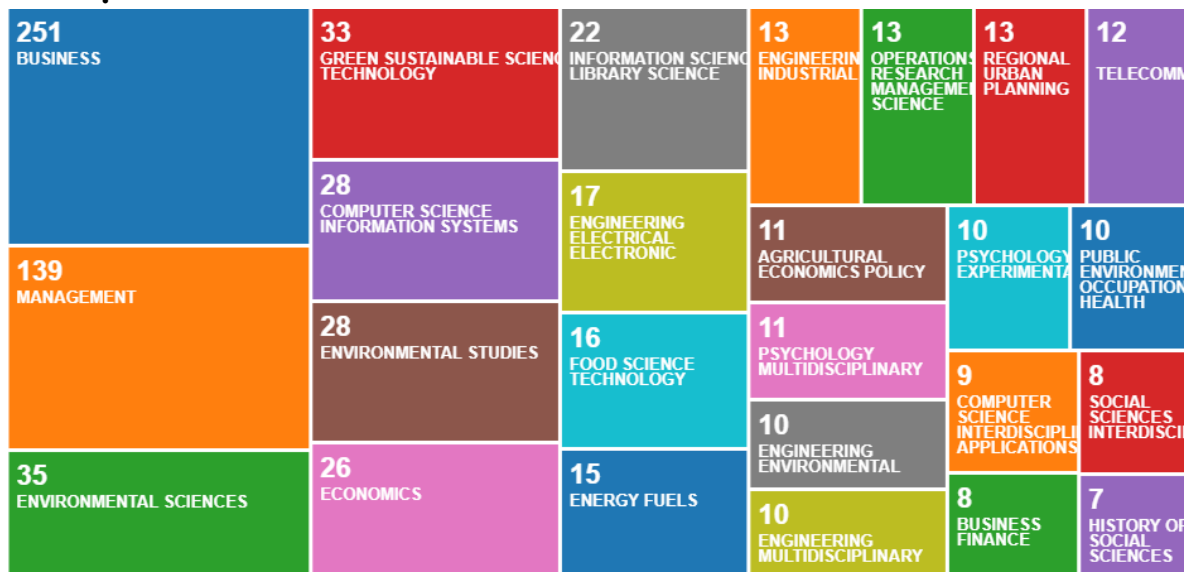 251
BUSINESS
139
MANAGEMENT
35
ENVIRONMENTAL SCIENCES
33
GREEN SUSTAINABLE SCIENC
TECHNOLOGY
28
COMPUTER SCIENCE
INFORMATION SYSTEMS
28
ENVIRONMENTAL STUDIES
26
ECONOMICS
22
INFORMATION SCIENC
LIBRARY SCIENCE
17
ENGINEERING
ELECTRICAL
ELECTRONIC
16
FOOD SCIENCE
TECHNOLOGY
15
ENERGY FUELS
13
ENGINEERIN
INDUSTRIAL
13
OPERATIONS
RESEARCH
MANAGEMEI
SCIENCE
13
REGIONAL
URBAN
PLANNING
12
TELECOMM
11
AGRICULTURAL
ECONOMICS POLICY
11
PSYCHOLOGY
MULTIDISCIPLINARY
10
ENGINEERING
ENVIRONMENTAL
10
ENGINEERING
MULTIDISCIPLINARY
10
PSYCHOLOGY
EXPERIMENTA
10
PUBLIC
ENVIRONMEN
OCCUPATION
HEALTH
9
COMPUTER
SCIENCE
INTERDISCIPLI
APPLICATIONS
8
SOCIAL
SCIENCES
INTERDISCI
8
BUSINESS
FINANCE
7
HISTORY OF
SOCIAL
SCIENCES